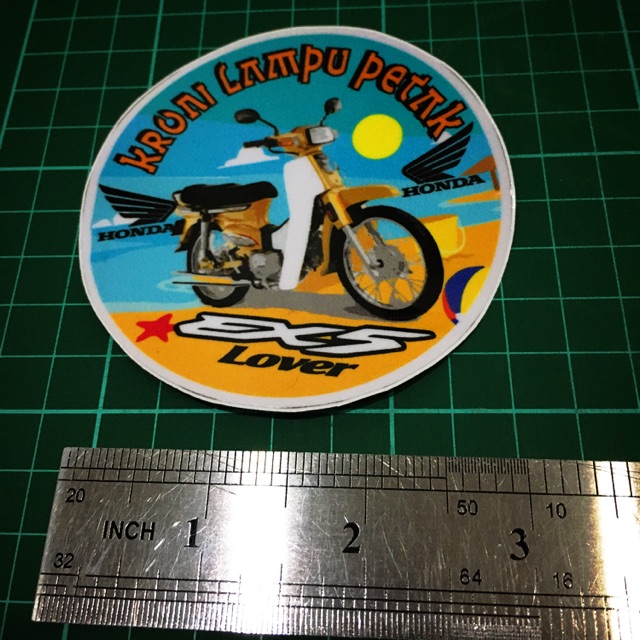 KRONI LAMPU PETAK
HONDA
HONDA
EX5
Lover
20
50
10
INCH
1
2
3
32
64
16